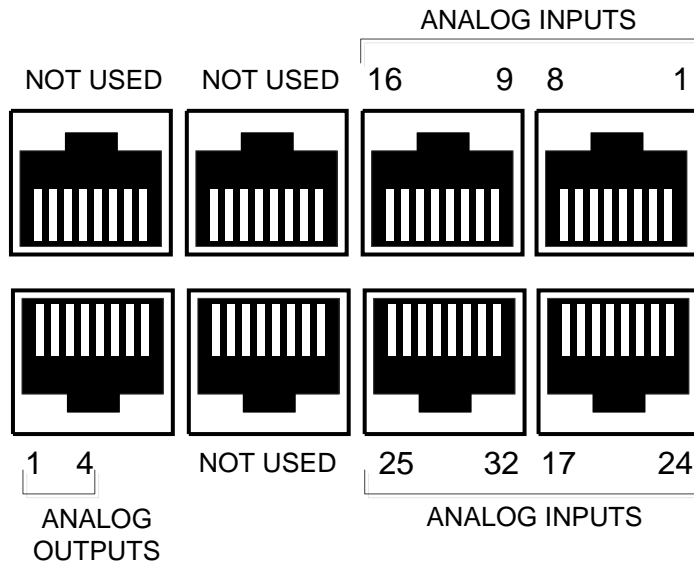 ANALOG INPUTS
NOT USED NOT USED 16 9 8 1
1 4 NOT USED 25 32 17 24
ANALOG
OUTPUTS
ANALOG INPUTS